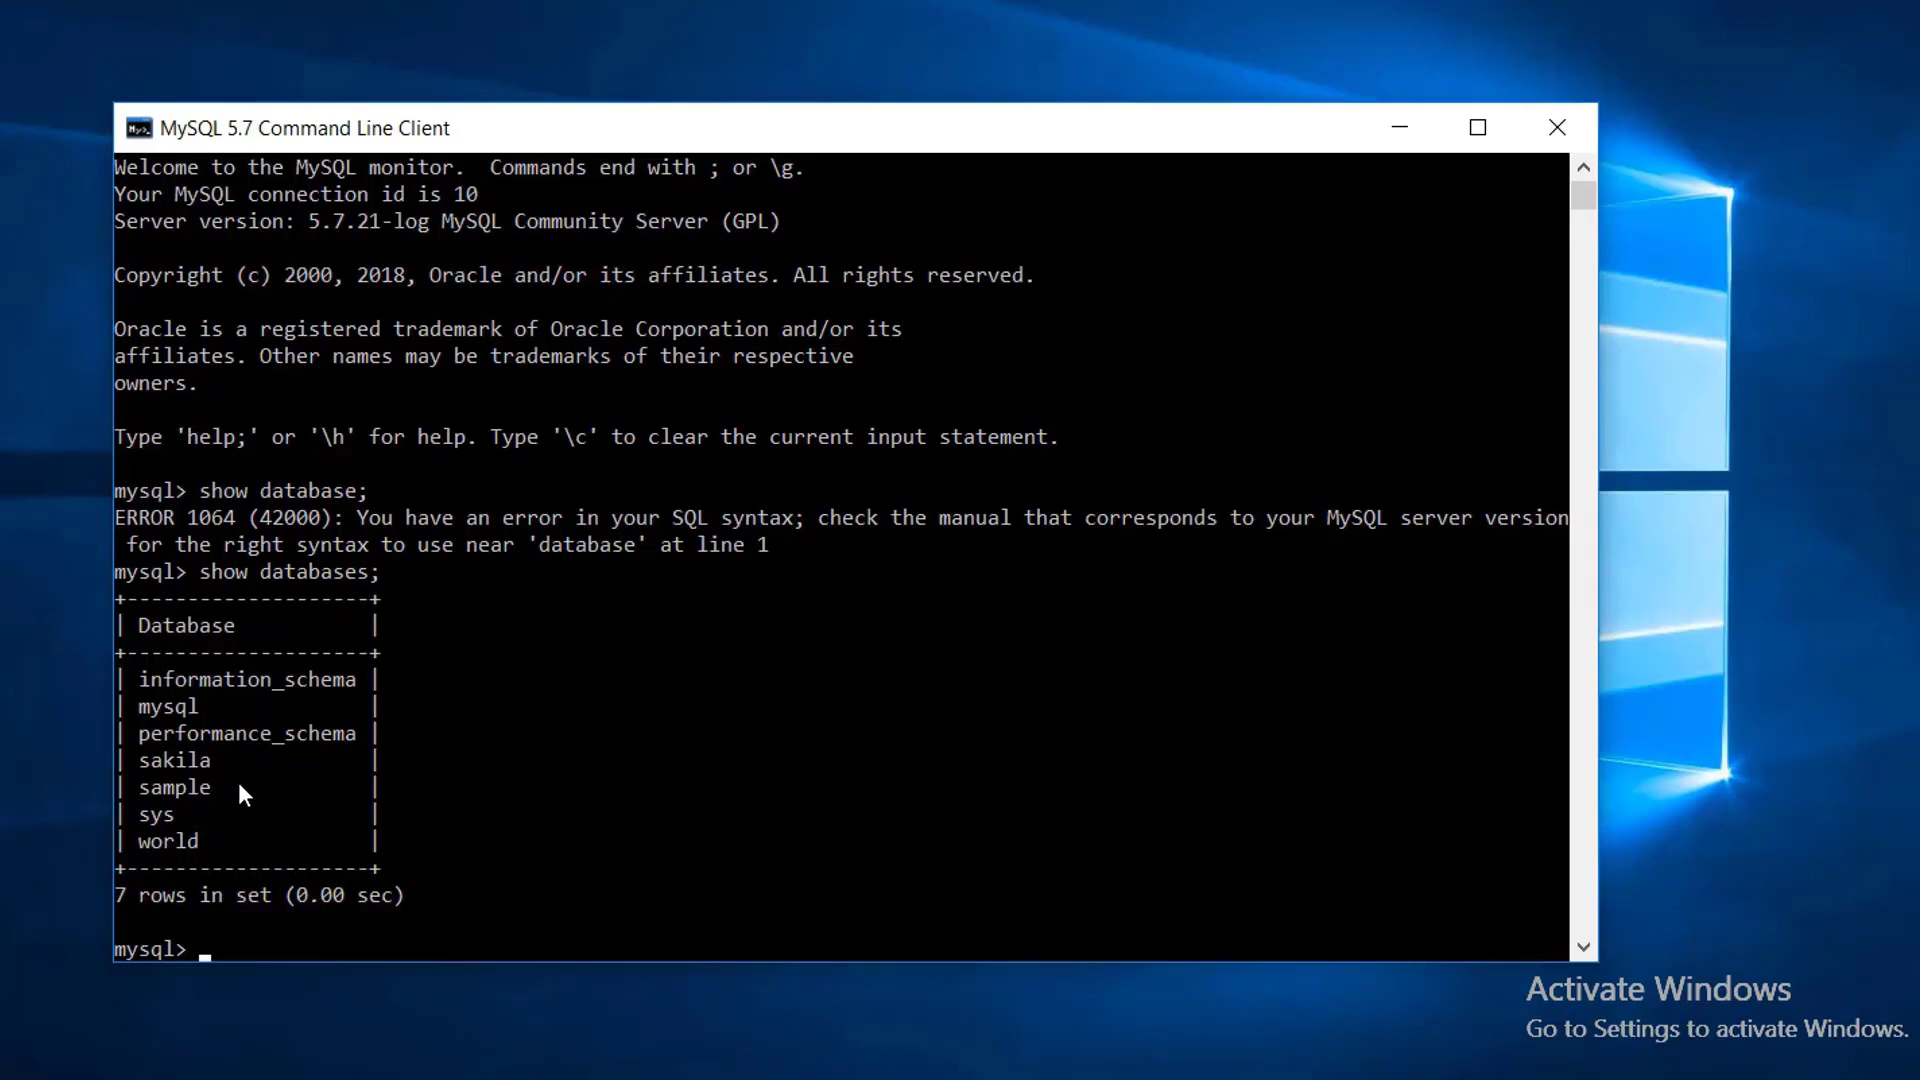 MySQL 5.7 Command Line Client
Welcome to the MySQL monitor.  Commands end with ; or \g.
Your MySQL connection id is 10
Server version: 5.7.21-log MySQL Community Server (GPL)
Copyright (c) 2000, 2018, Oracle and/or its affiliates. All rights reserved.
Oracle is a registered trademark of Oracle Corporation and/or its
affiliates. Other names may be trademarks of their respective
owners.
Type 'help;' or '\h' for help. Type '\c' to clear the current input statement.
mysql> show database;
ERROR 1064 (42000): You have an error in your SQL syntax; check the manual that corresponds to your MySQL server version
 for the right syntax to use near 'database' at line 1
mysql> show databases;
+--------------------+
| Database           |
+--------------------+
| information_schema |
| mysql              |
| performance_schema |
| sakila             |
| sample             |
| sys                |
| world              |
+--------------------+
7 rows in set (0.00 sec)
mysql>
Activate Windows
Go to Settings to activate Windows.